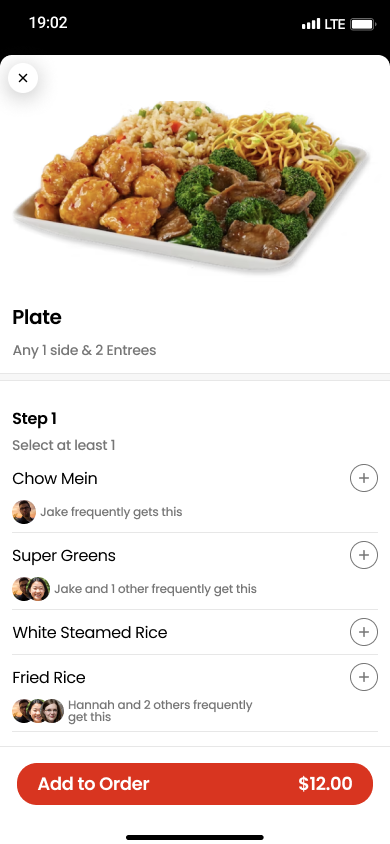 19:02
LTE
Plate
Any 1 side & 2 Entrees
Step 1
Select at least 1
Chow Mein
Jake frequently gets this
Super Greens
Jake and 1 other frequently get this
White Steamed Rice
Fried Rice
Hannah and 2 others frequently
get this
Add to Order $12.00